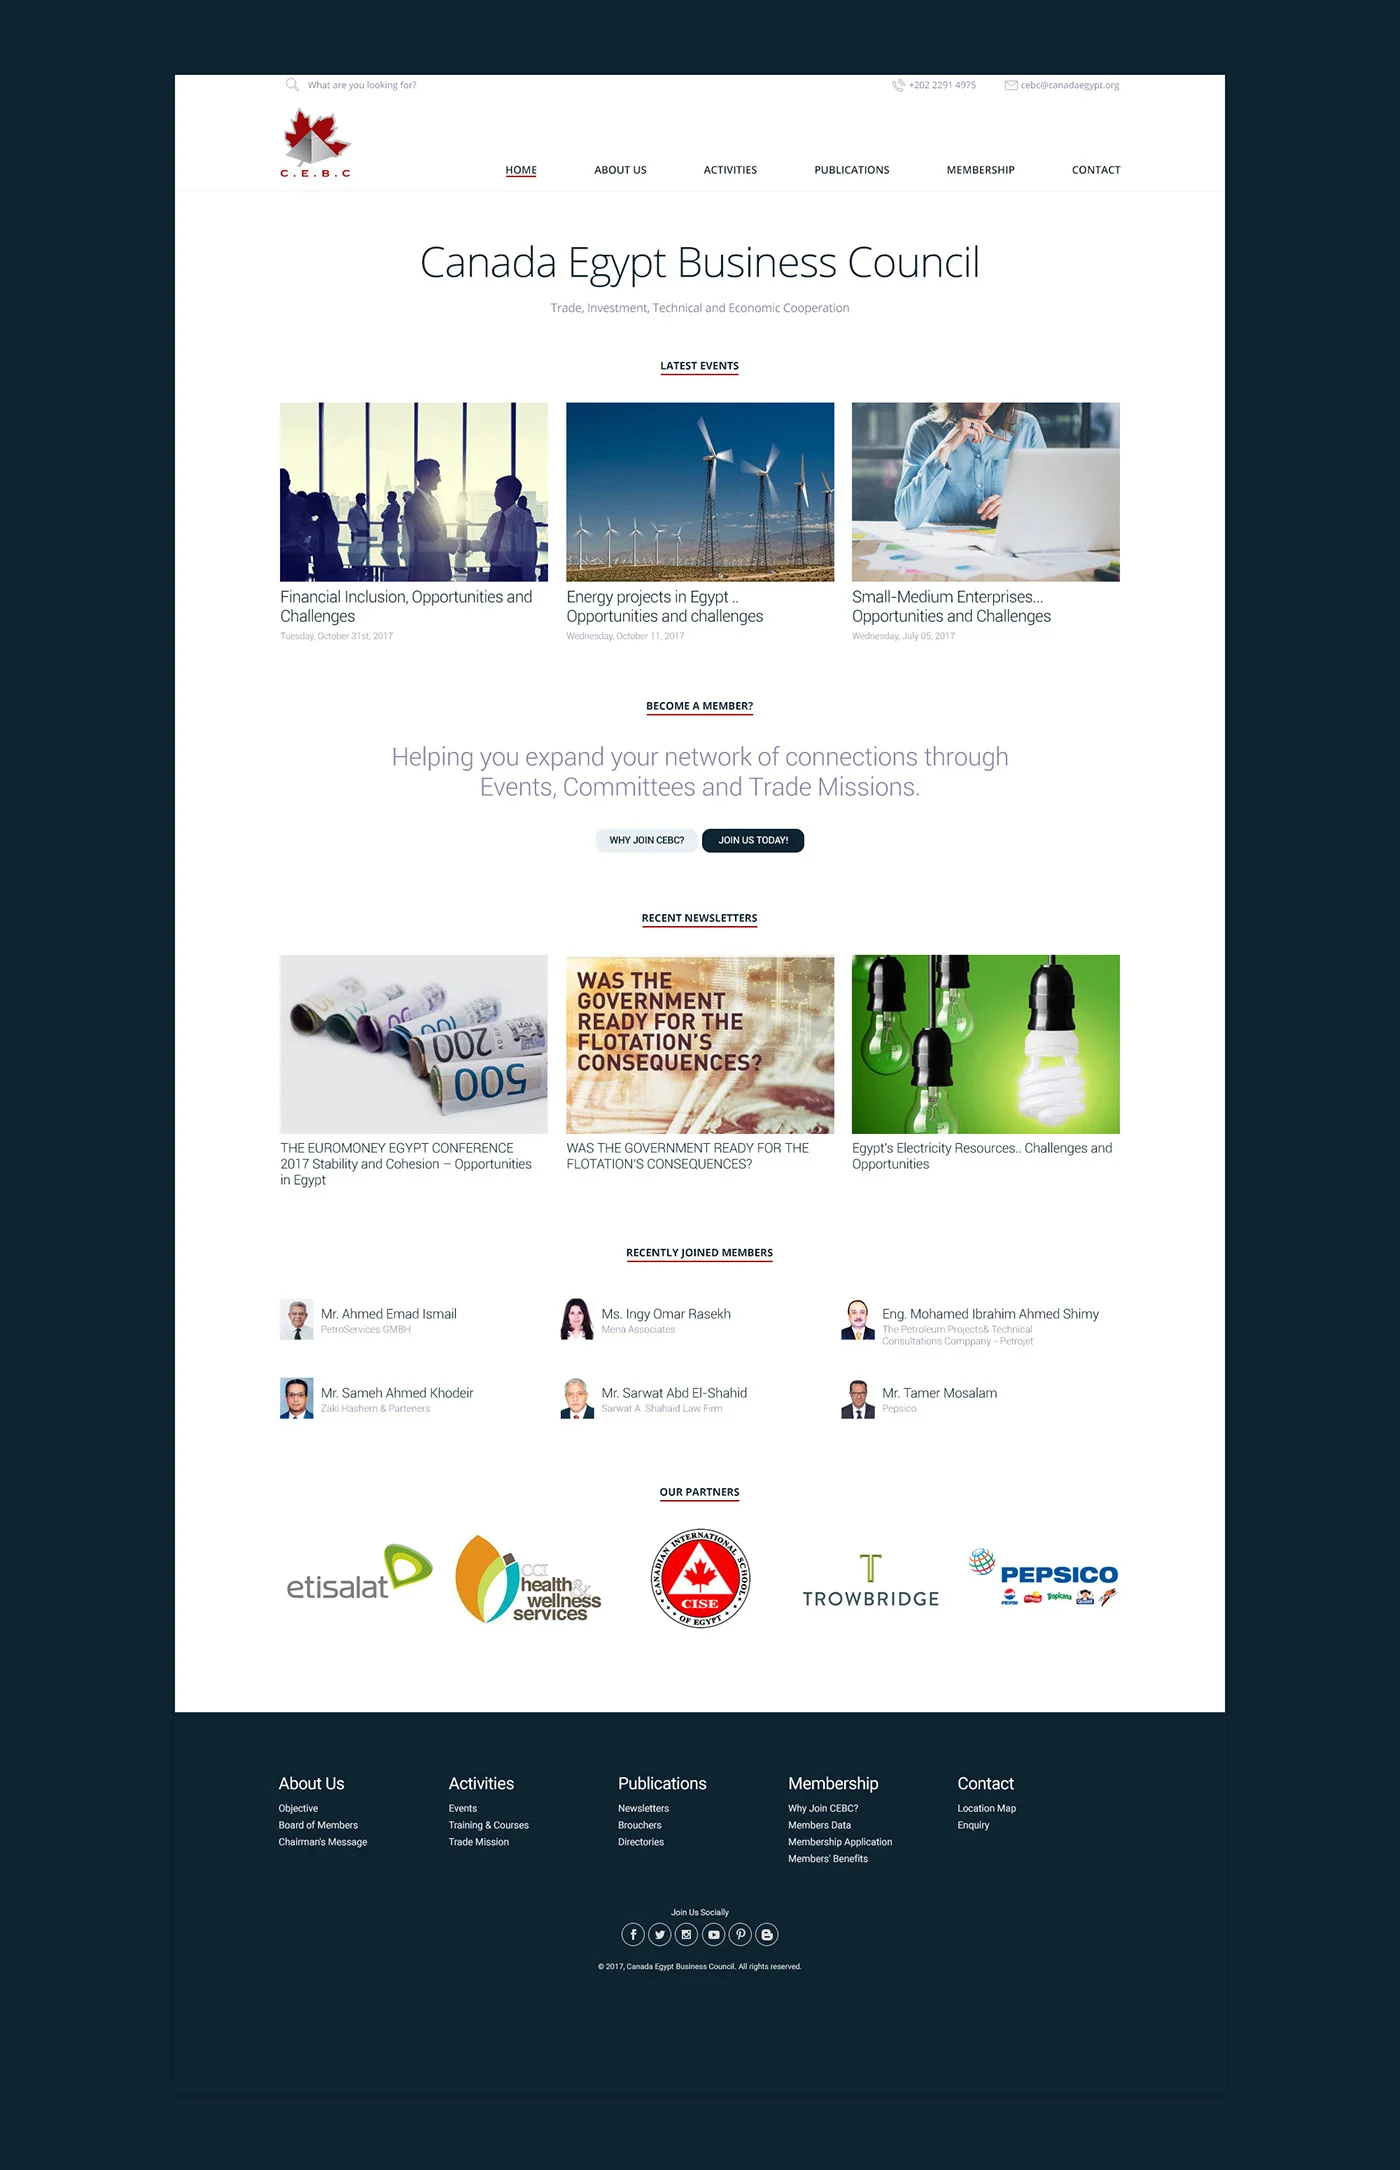 What are you looking for?
+202 2291 4975
cebc@canadaegypt.org
C.E.B.C
HOME
ABOUT US
ACTIVITIES
PUBLICATIONS
MEMBERSHIP
CONTACT
Canada Egypt Business Council
Trade, Investment, Technical and Economic Cooperation
LATEST EVENTS
Financial Inclusion, Opportunities and
Challenges
Tuesday, October 31st, 2017
Energy projects in Egypt ..
Opportunities and challenges
Wednesday, October 11, 2017
Small-Medium Enterprises...
Opportunities and Challenges
Wednesday, July 05, 2017
BECOME A MEMBER?
Helping you expand your network of connections through
Events, Committees and Trade Missions.
WHY JOIN CEBC?
JOIN US TODAY!
RECENT NEWSLETTERS
200
500
THE EUROMONEY EGYPT CONFERENCE
2017 Stability and Cohesion – Opportunities
in Egypt
WAS THE
GOVERNMENT
READY FOR THE
FLOTATION'S
CONSEQUENCES?
WAS THE GOVERNMENT READY FOR THE
FLOTATION'S CONSEQUENCES?
Egypt's Electricity Resources.. Challenges and
Opportunities
RECENTLY JOINED MEMBERS
Mr. Ahmed Emad Ismail
PetroServices GMBH
Ms. Ingy Omar Rasekh
Mena Associates
Eng. Mohamed Ibrahim Ahmed Shimy
The Petroleum Projects& Technical
Consultations Comppany - Petrojet
Mr. Sameh Ahmed Khodeir
Zaki Hashem & Parteners
Mr. Sarwat Abd El-Shahid
Sarwat A. Shahaid Law Firm
Mr. Tamer Mosalam
Pepsico
OUR PARTNERS
etisalat
CCI
health&
wellness
services
CANADIAN INTERNATIONAL SCHOOL
CISE
OF EGYPT
TROWBRIDGE
PEPSICO
PEPSI
Tropicana
About Us
Objective
Board of Members
Chairman's Message
Activities
Events
Training & Courses
Trade Mission
Publications
Newsletters
Brouchers
Directories
Membership
Why Join CEBC?
Members Data
Membership Application
Members' Benefits
Contact
Location Map
Enquiry
Join Us Socially
© 2017, Canada Egypt Business Council. All rights reserved.